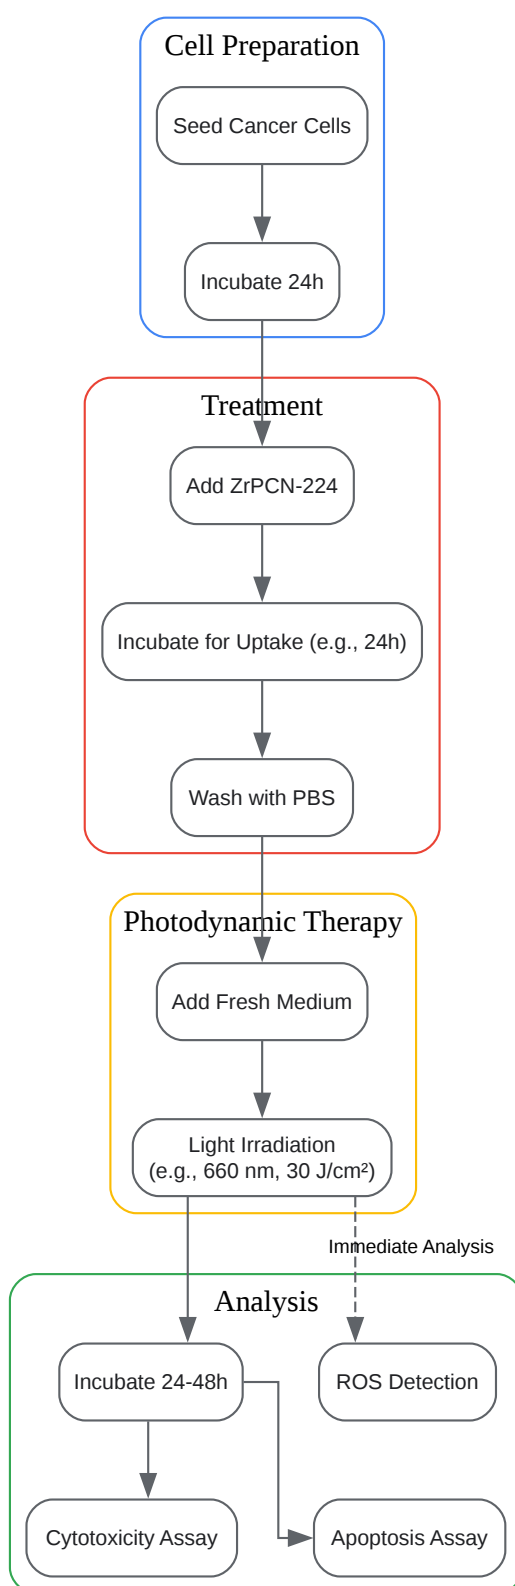 Cell Preparation
Seed Cancer Cells
Incubate 24h
Treatment
Add ZrPCN-224
Incubate for Uptake (e.g., 24h)
Wash with PBS
Photodynamic Therapy
Add Fresh Medium
Light Irradiation
(e.g., 660 nm, 30 J/cm²)
Immediate Analysis
Analysis
Incubate 24-48h
ROS Detection
Cytotoxicity Assay
Apoptosis Assay